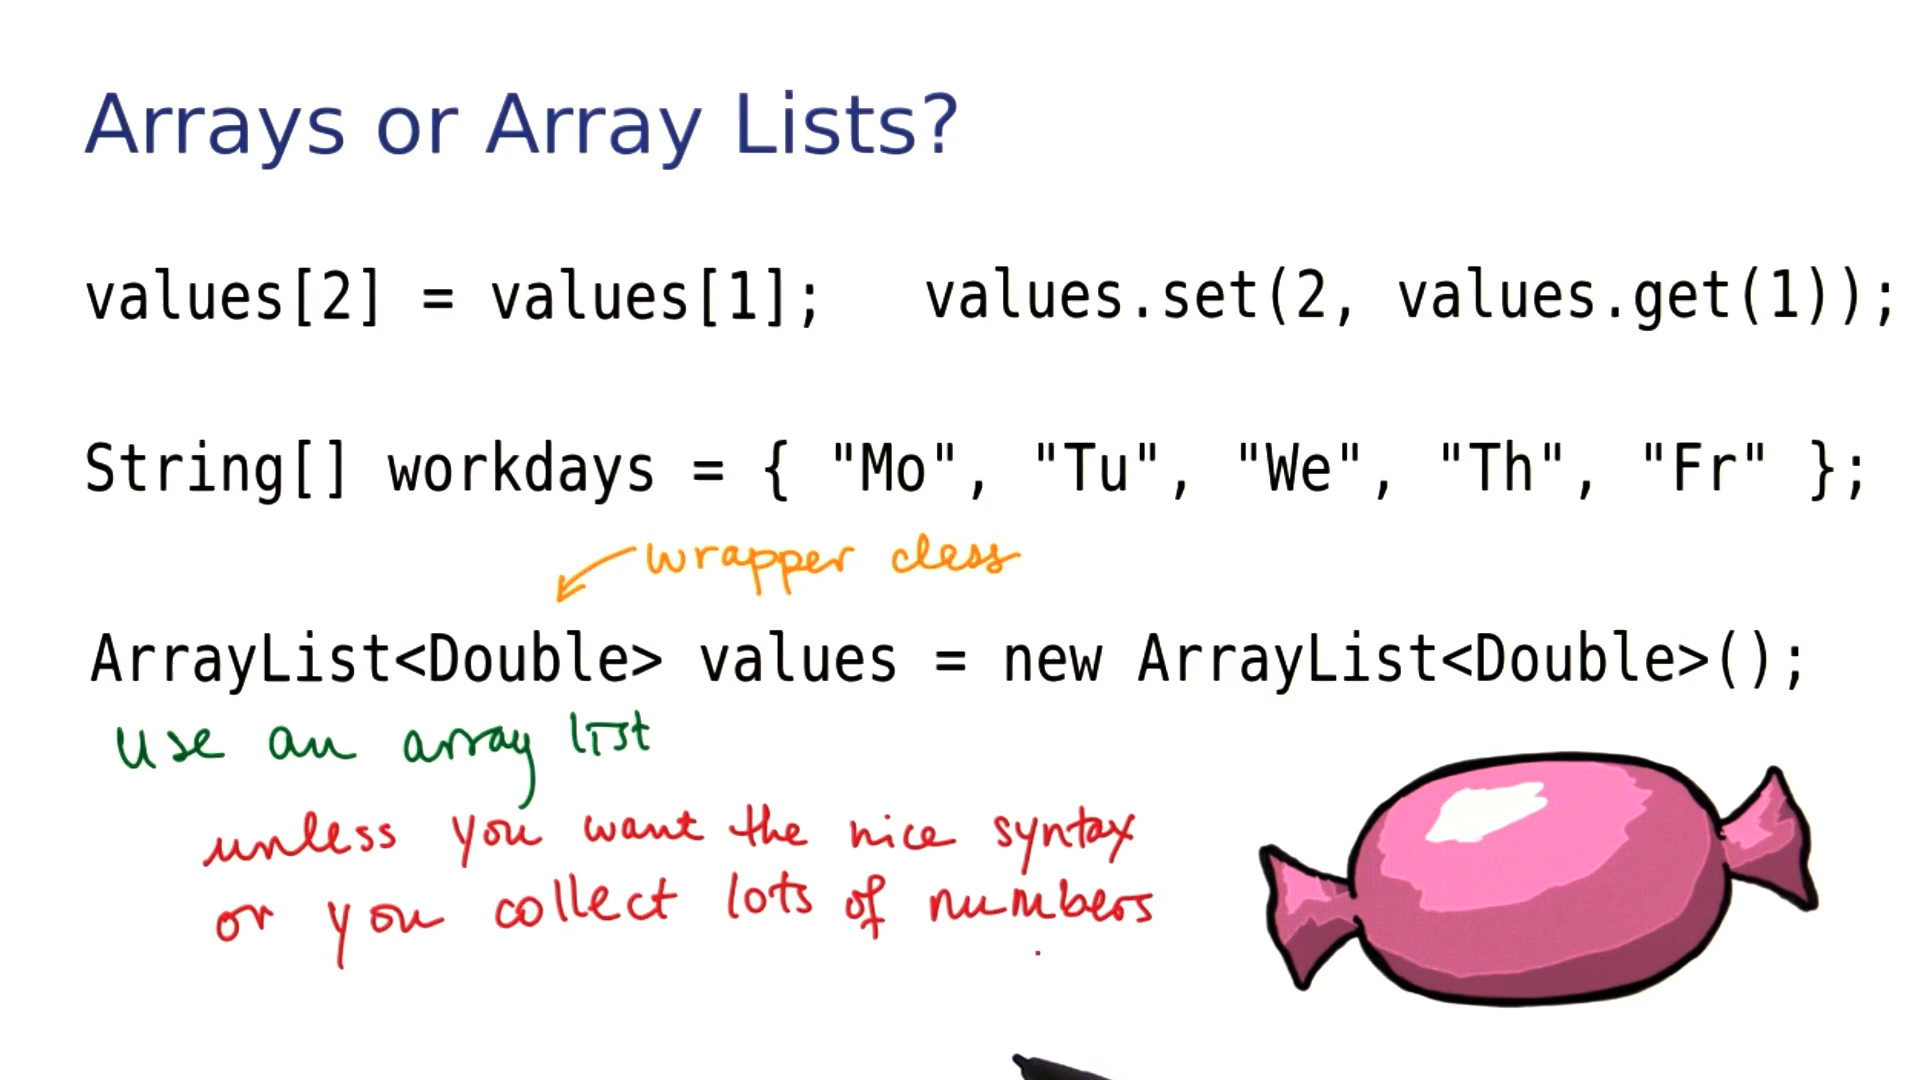 Arrays or Array Lists?
values[2] = values[1];   values.set(2, values.get(1));
String[] workdays = { "Mo", "Tu", "We", "Th", "Fr" };
wrapper class
ArrayList<Double> values = new ArrayList<Double>();
use an array list
unless you want the nice syntax
or you collect lots of numbers